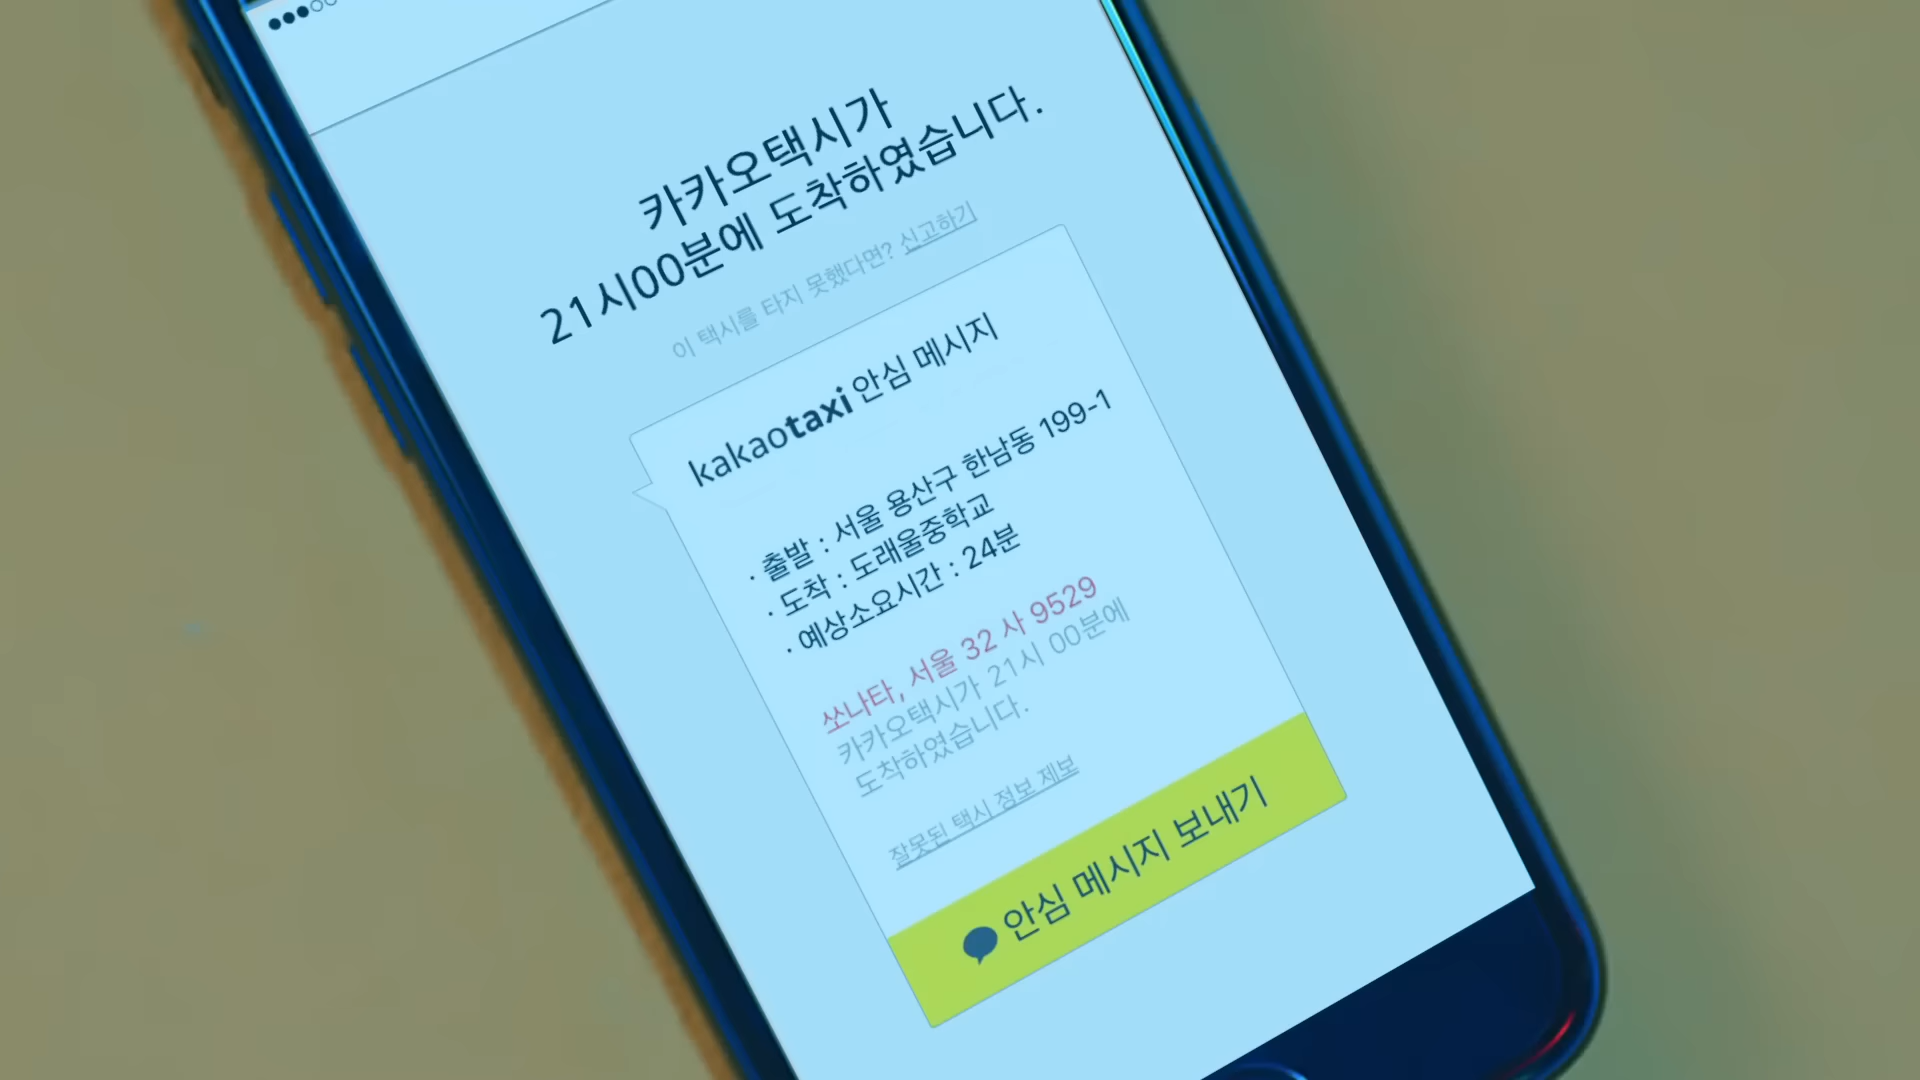 카카오택시가
21시00분에 도착하였습니다.
이 택시를 타지 못했다면? 신고하기
kakaotaxi 안심 메시지
· 출발 : 서울 용산구 한남동 199-1
· 도착 : 도래울중학교
· 예상소요시간 : 24분
쏘나타, 서울 32 사 9529
카카오택시가 21시 00분에
도착하였습니다.
잘못된 택시 정보 제보
안심 메시지 보내기